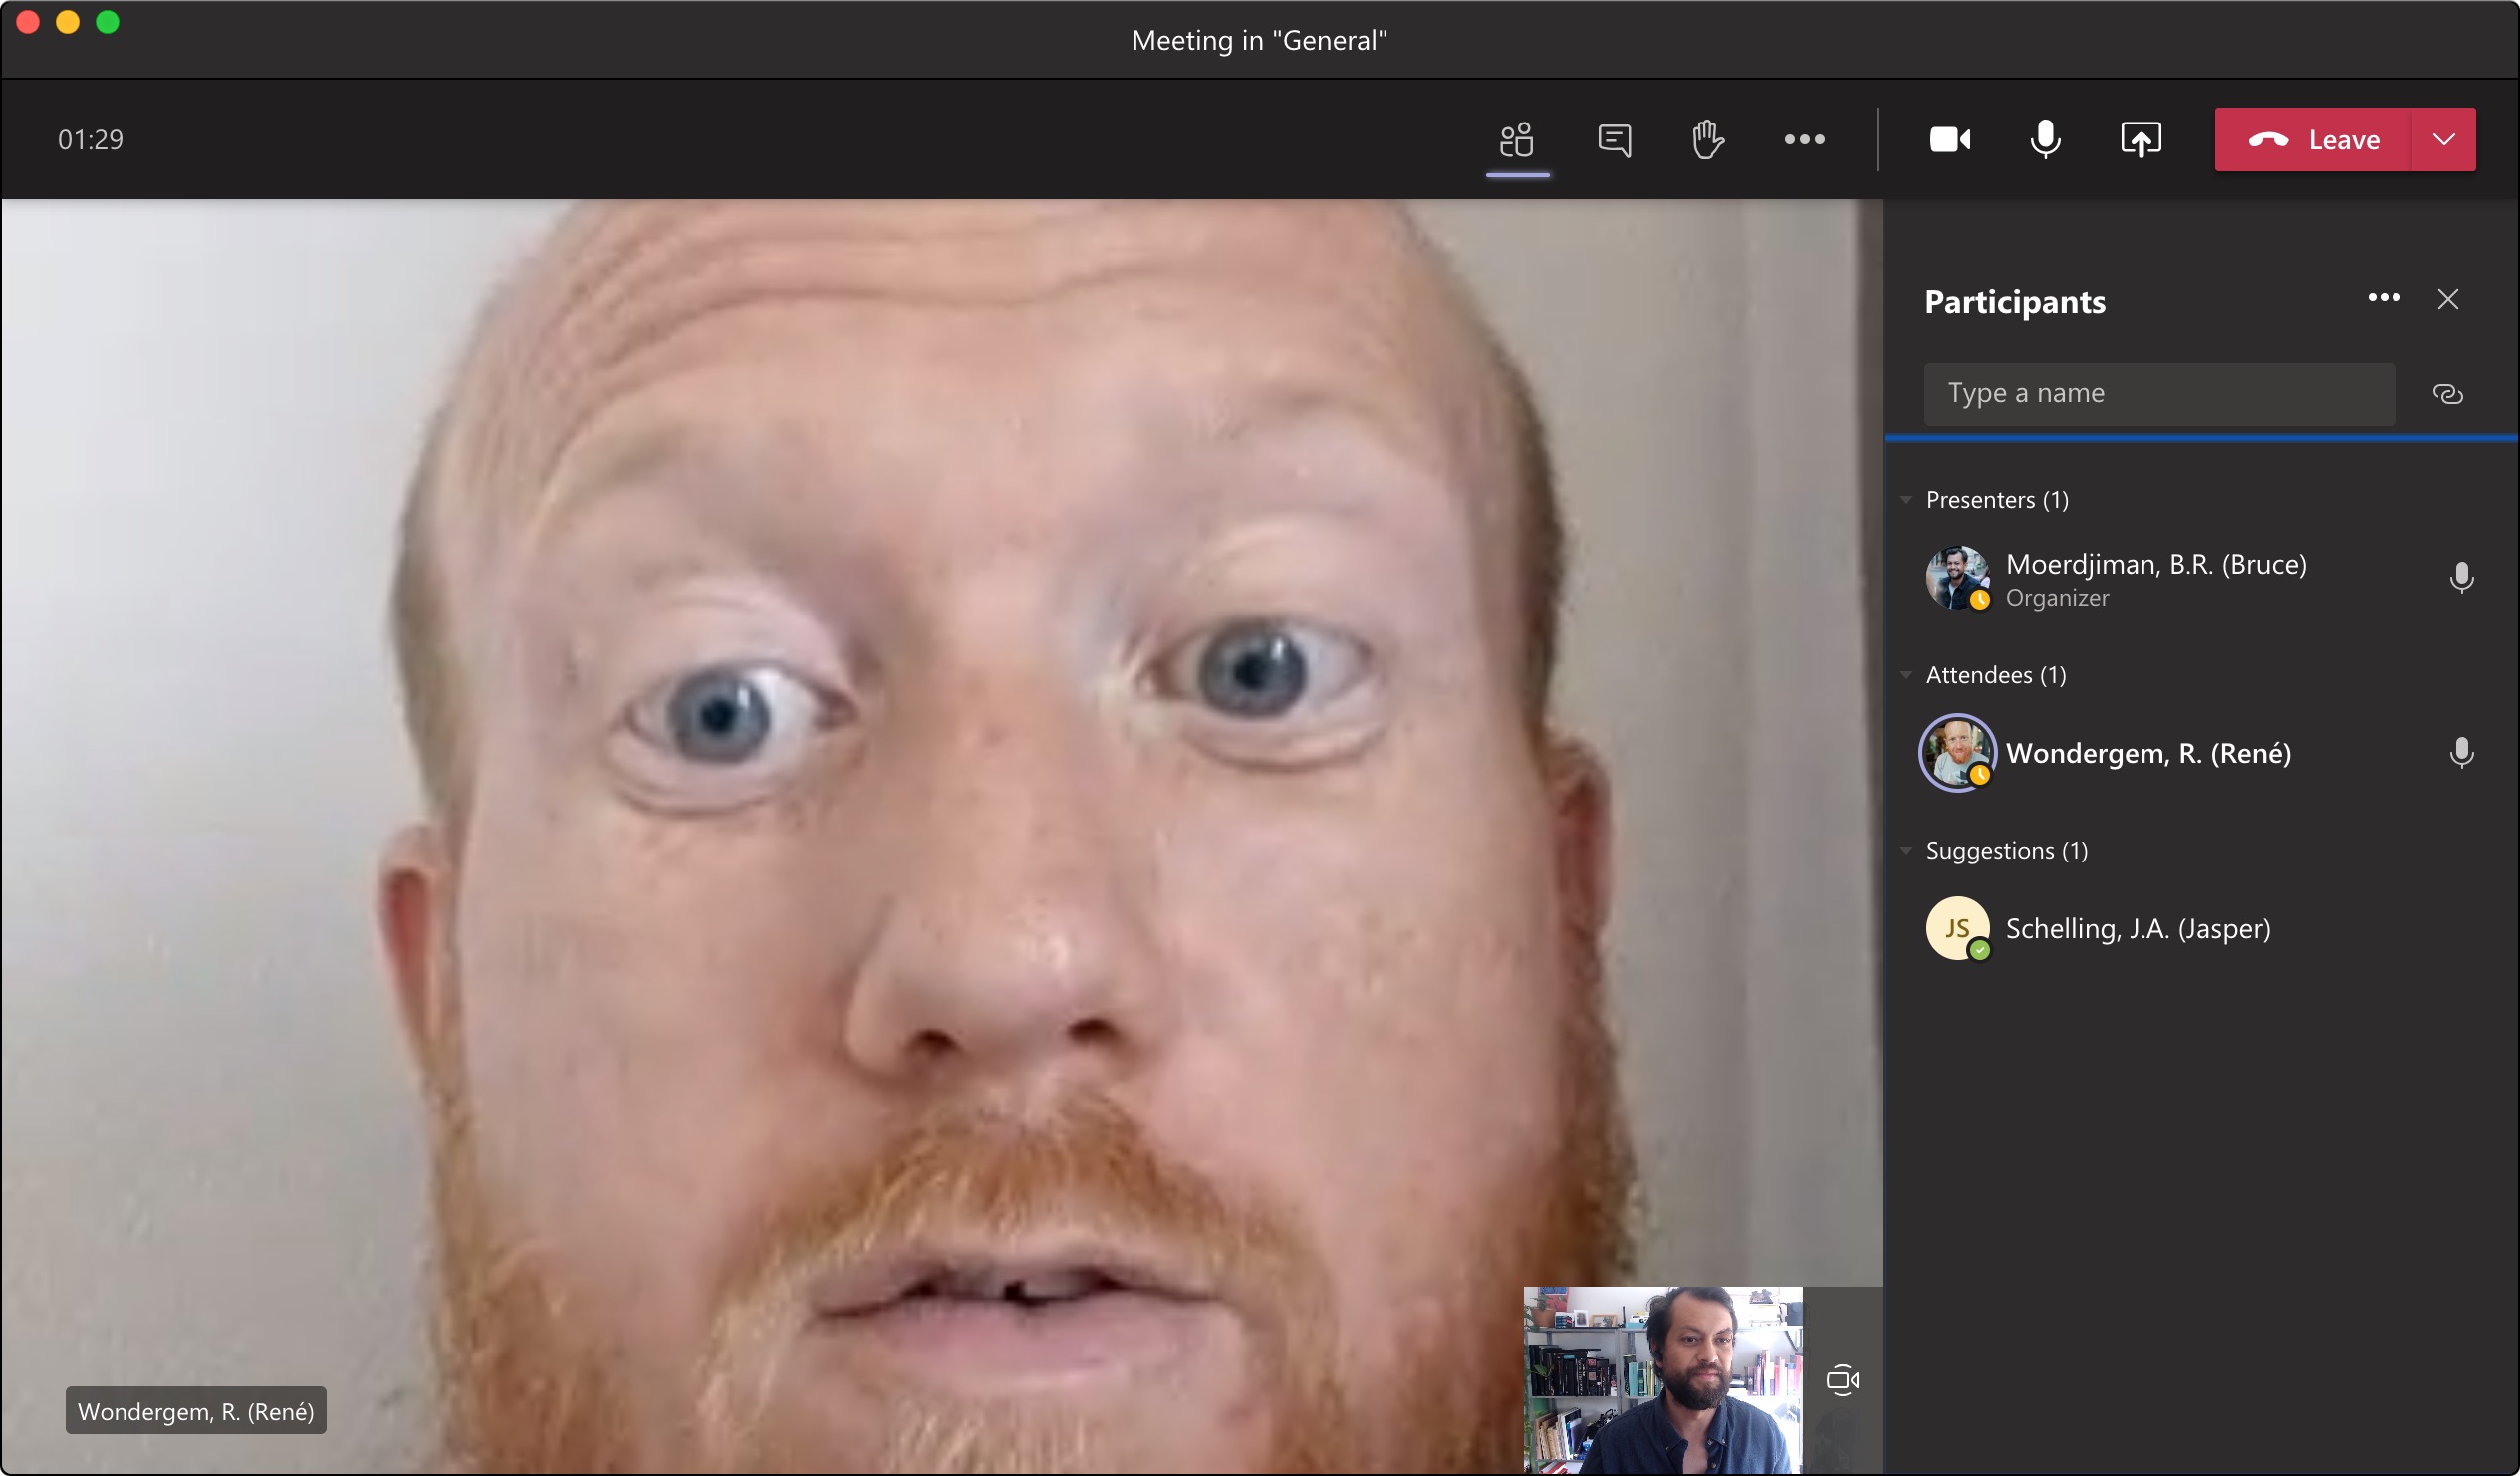 Meeting in "General"
01:29
Leave
Participants
Type a name
Presenters (1)
Moerdjiman, B.R. (Bruce)
Organizer
Attendees (1)
Wondergem, R. (René)
Suggestions (1)
JS
Schelling, J.A. (Jasper)
Wondergem, R. (René)